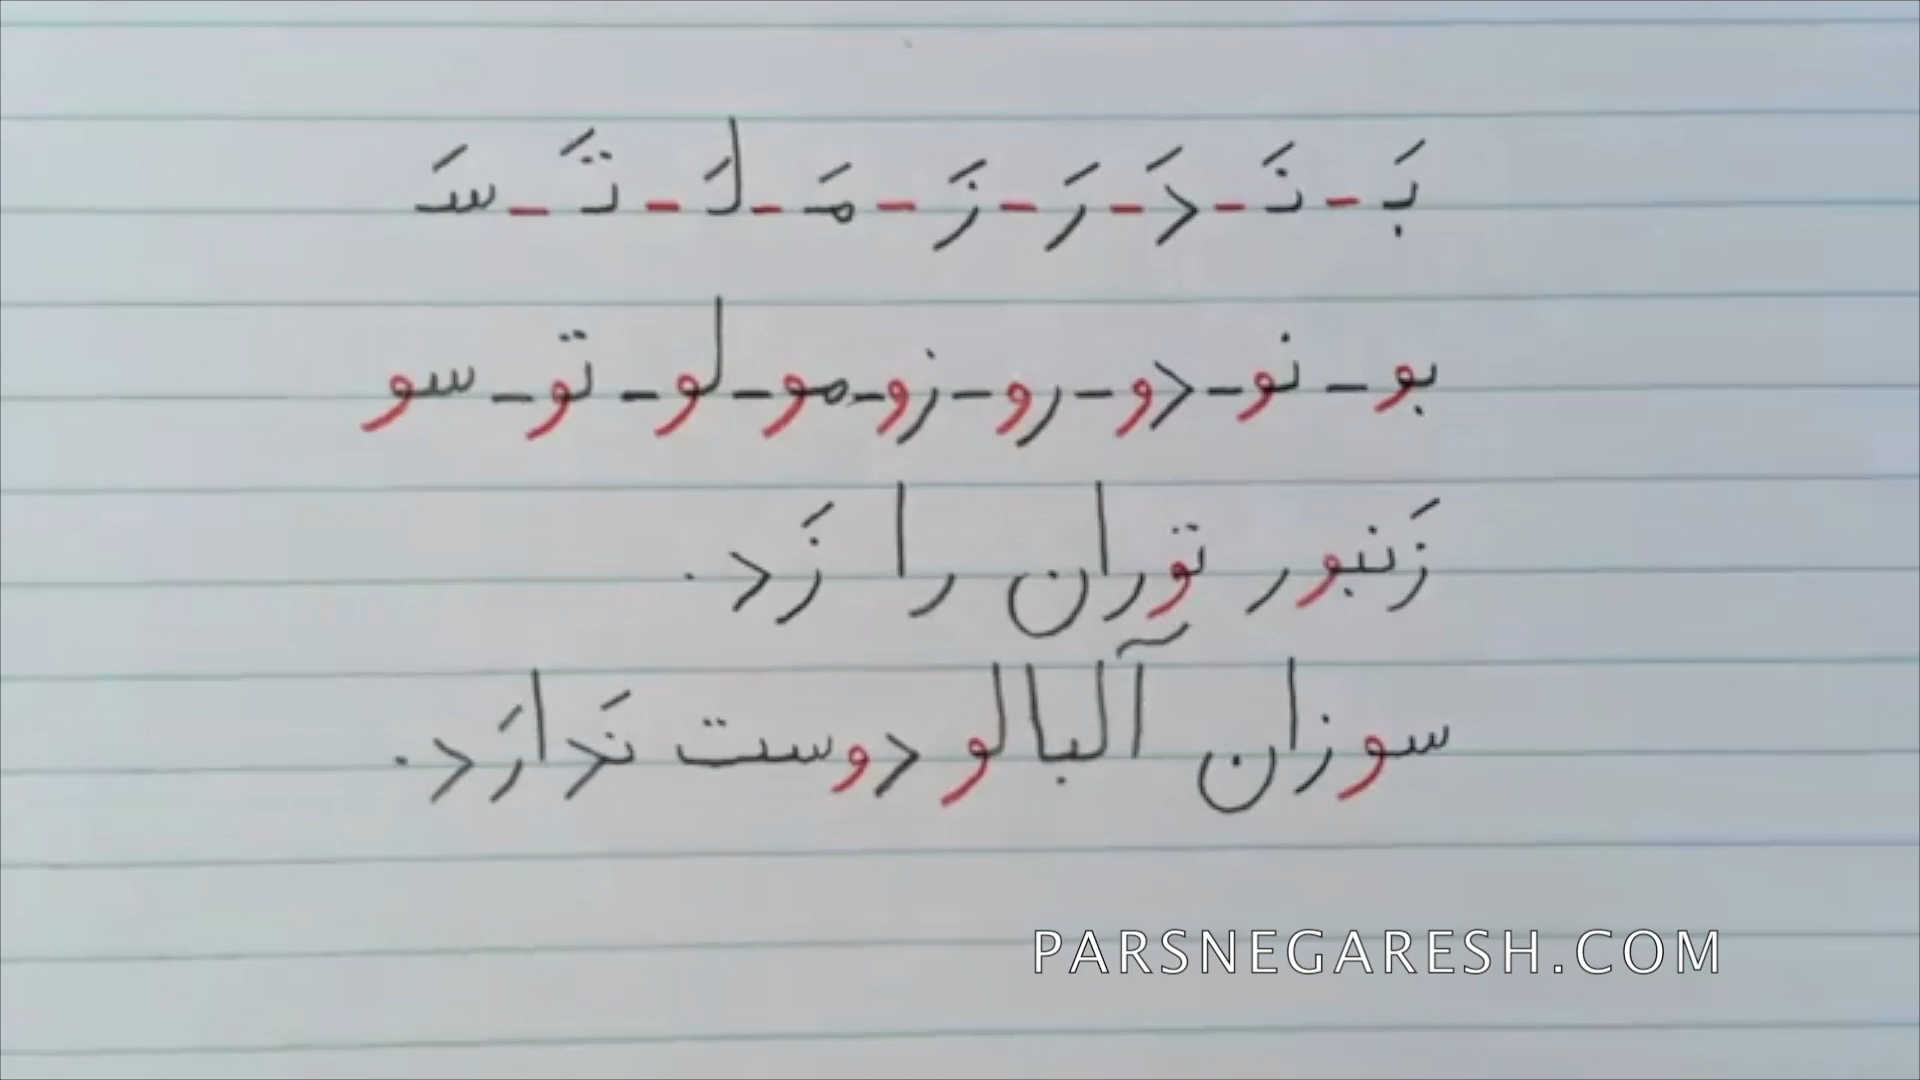 بَـ - نَـ - دَ - رَ - زَ - مَـ - لَـ - تَـ - سَـ
بو - نو - دو - رو - زو - مو - لو - تو - سو
زَنبور توران را زَد.
سوزان آلبالو دوست نَدارَد.
PARSNEGARESH.COM